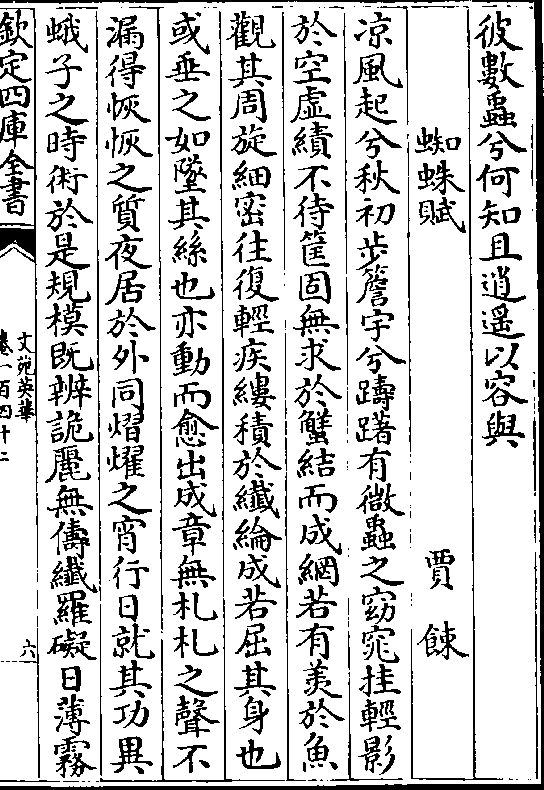 彼數蟲兮何知且逍遥以容與
蜘蛛賦 賈餗
凉風起兮秋初步簷宇兮躊躇有微蟲之窈窕挂輕影
於空虛績不待筐固無求於蟹結而成網若有羨於魚
觀其周旋細密往復輕疾縷積於纖綸成若屈其身也
或垂之如墜其絲也亦動而愈出成章無札札之聲不
漏得恢恢之質夜居於外同熠燿之宵行日就其功異
蛾子之時術於是規模既辨詭麗無儔纖羅礙日薄霧
欽定四庫全書
文苑英華
卷一百四十二
六